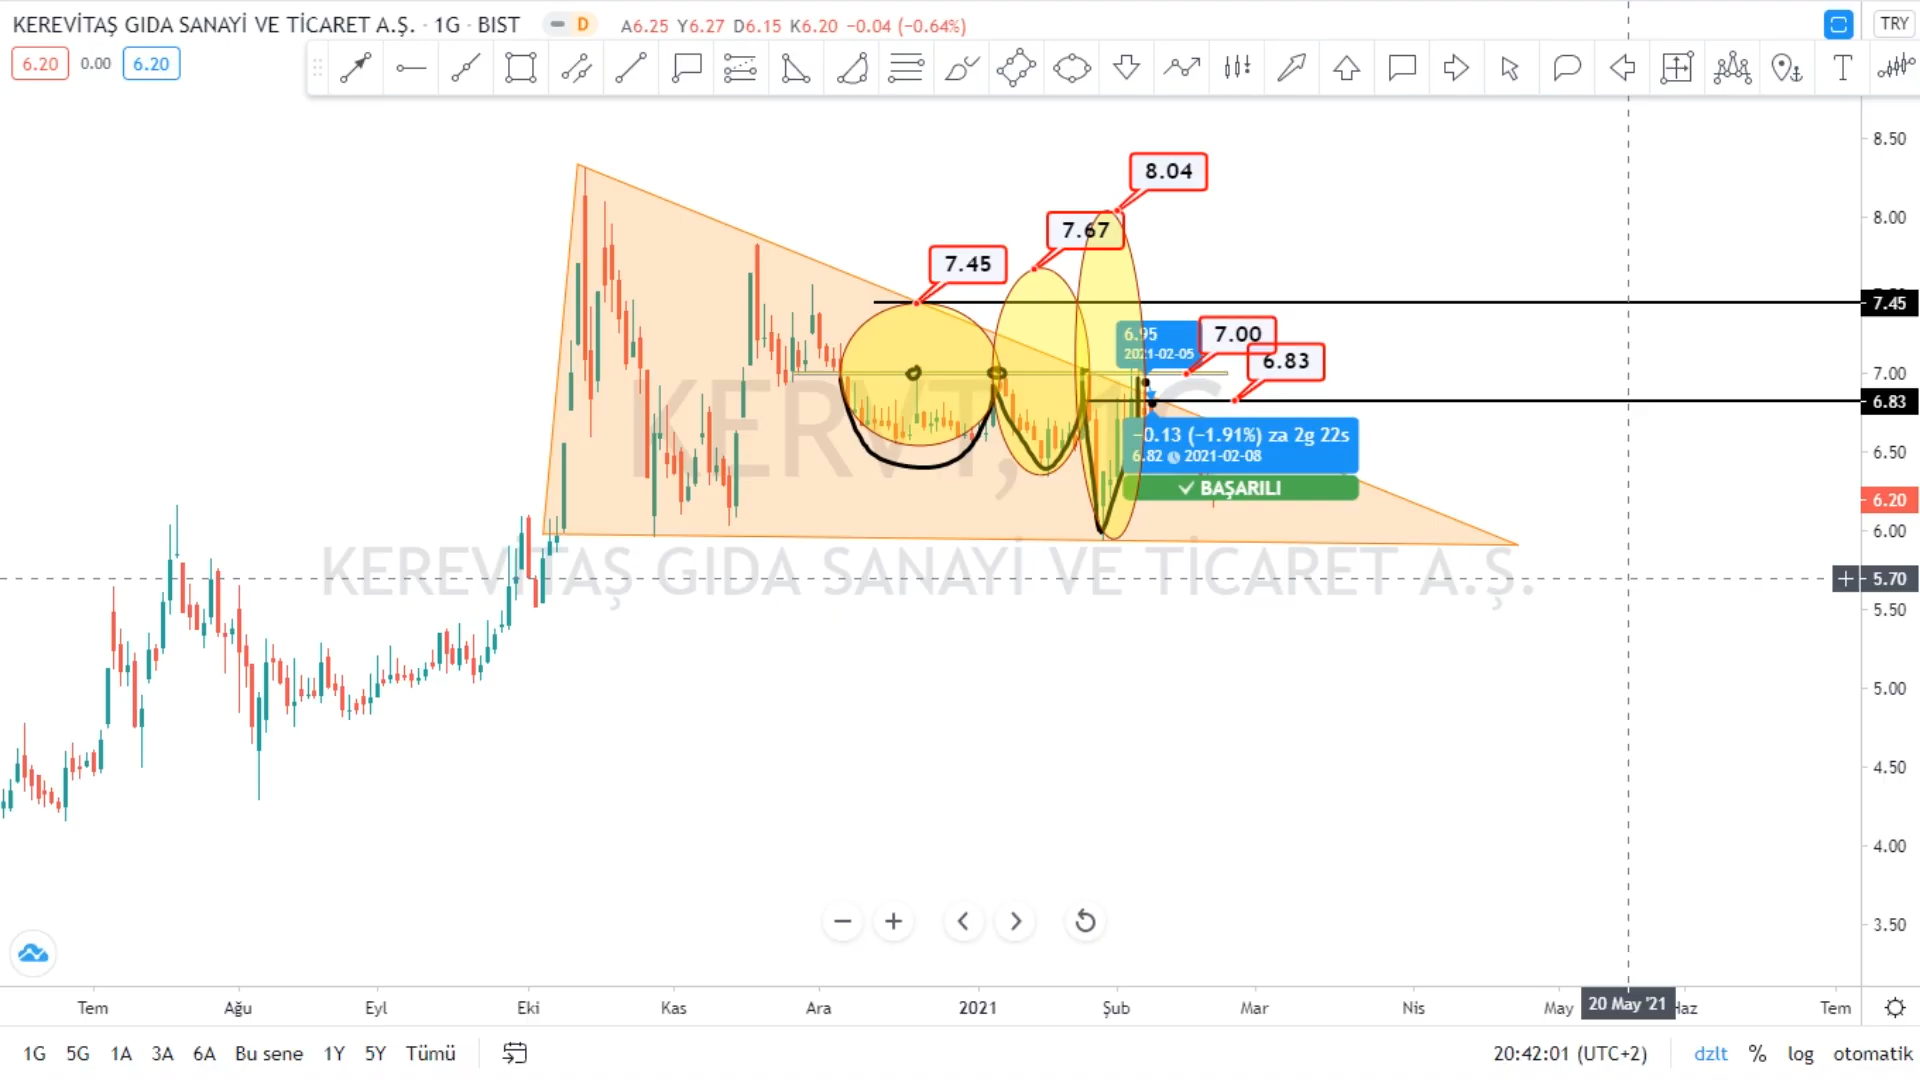 KEREVİTAŞ GIDA SANAYİ VE TİCARET A.Ş. · 1G · BIST
D
A6.25 Y6.27 D6.15 K6.20 −0.04 (−0.64%)
TRY
6.20 0.00 6.20
T
8.50
8.04
8.00
7.67
7.45
7.45
6.95
2021-02-05
7.00
6.83
7.00
6.83
−0.13 (−1.91%) za 2g 22s
6.82 2021-02-08
BAŞARILI
6.50
6.20
6.00
KERVT, 1G
KEREVİTAŞ GIDA SANAYİ VE TİCARET A.Ş.
5.70
5.50
5.00
4.50
4.00
3.50
Tem Ağu Eyl Eki Kas Ara 2021 Şub Mar Nis May 20 May '21 Haz Tem
1G 5G 1A 3A 6A Bu sene 1Y 5Y Tümü
20:42:01 (UTC+2) dzlt % log otomatik